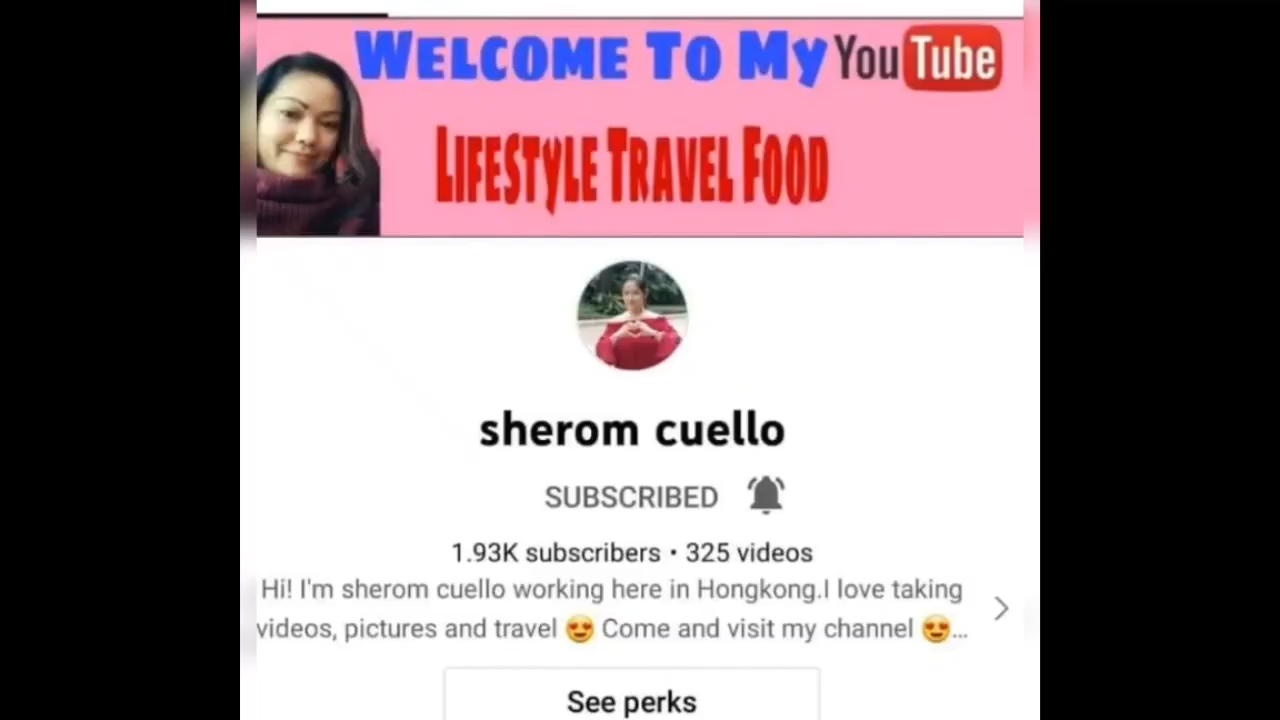 WELCOME TO MY YouTube
LIFESTYLE TRAVEL FOOD
sherom cuello
SUBSCRIBED
1.93K subscribers • 325 videos
Hi! I'm sherom cuello working here in Hongkong.I love taking
videos, pictures and travel 😍 Come and visit my channel 😍...
See perks